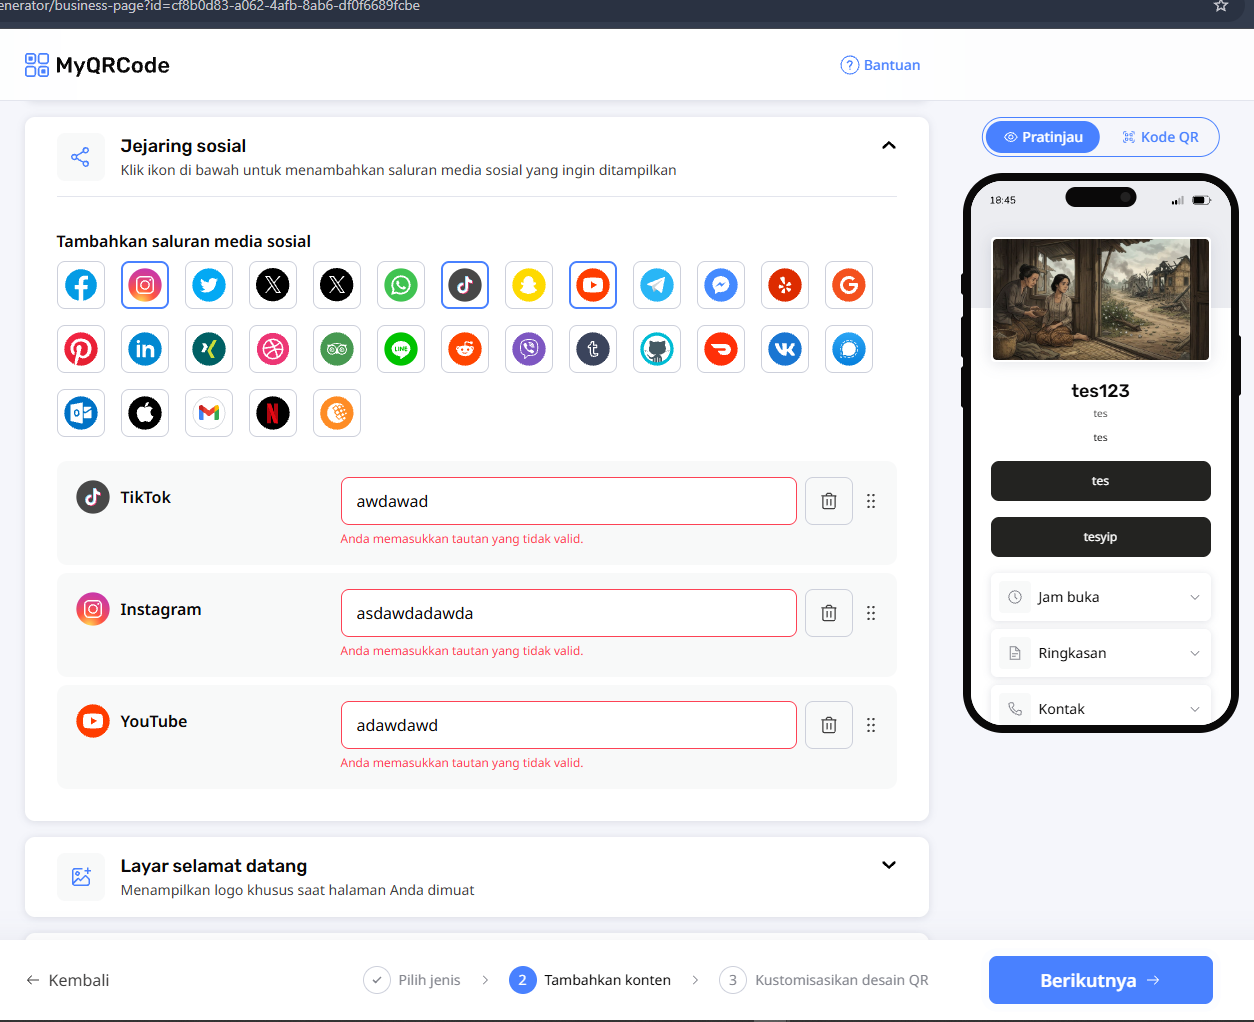 enerator/business-page?id=cf8b0d83-a062-4afb-8ab6-df0f6689fcbe
MyQRCode
? Bantuan
Jejaring sosial
Klik ikon di bawah untuk menambahkan saluran media sosial yang ingin ditampilkan
Tambahkan saluran media sosial
TikTok
awdawad
Anda memasukkan tautan yang tidak valid.
Instagram
asdawdadawda
Anda memasukkan tautan yang tidak valid.
YouTube
adawdawd
Anda memasukkan tautan yang tidak valid.
Layar selamat datang
Menampilkan logo khusus saat halaman Anda dimuat
Pratinjau
Kode QR
18:45
tes123
tes
tes
tes
tesyip
Jam buka
Ringkasan
Kontak
← Kembali
Pilih jenis
2 Tambahkan konten
3 Kustomisasikan desain QR
Berikutnya →